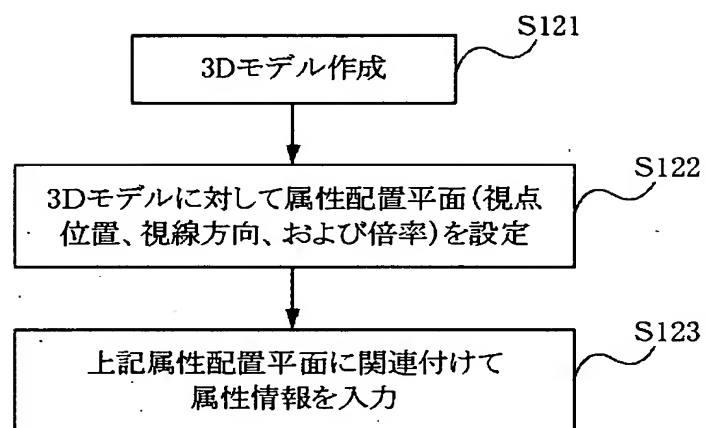 S121
3Dモデル作成
S122
3Dモデルに対して属性配置平面(視点
位置、視線方向、および倍率)を設定
S123
上記属性配置平面に関連付けて
属性情報を入力